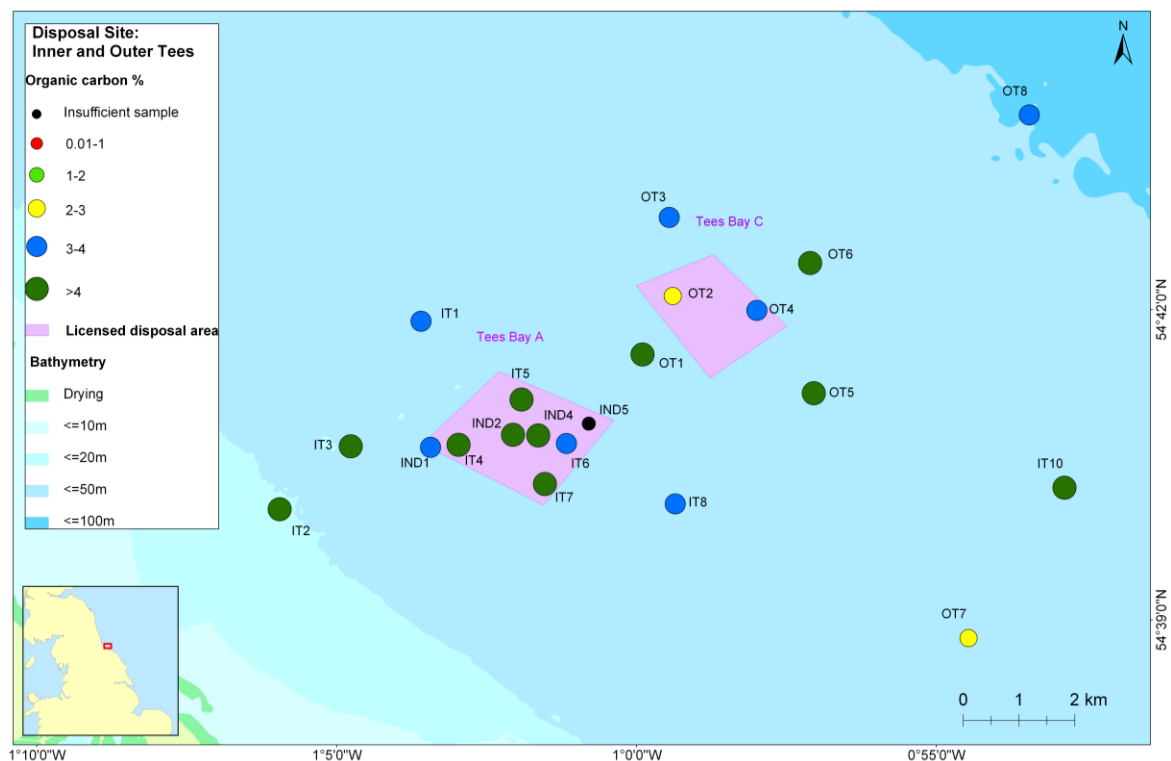 Disposal Site:
Inner and Outer Tees
Organic carbon %
Insufficient sample
0.01-1
1-2
2-3
3-4
>4
Licensed disposal area
Bathymetry
Drying
<=10m
<=20m
<=50m
<=100m
N
OT8
OT3
Tees Bay C
OT6
OT2
OT4
IT1
Tees Bay A
OT1
IT5
OT5
IND2
IND4
IND5
IT3
IND1
IT4
IT6
IT7
IT8
IT10
IT2
OT7
0 1 2 km
54°42'0"N
54°39'0"N
1°10'0"W 1°5'0"W 1°0'0"W 0°55'0"W